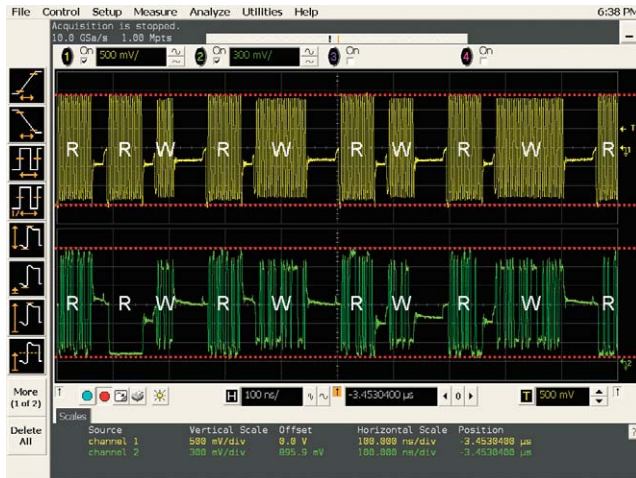 File Control Setup Measure Analyze Utilities Help 6:38 PM
Acquisition is stopped.
10.0 GSa/s 1.00 Mpts
1 On 500 mV/ 2 On 300 mV/ 3 On 4 On
T
R R W R W R W R W R
1
R R W R W R W R W R
2
More
(1 of 2)
Delete
All
H 100 ns/ -3.4530400 µs 0 T 500 mV
Scales
Source Vertical Scale Offset Horizontal Scale Position
channel 1 500 mV/div 0.0 V 100.000 ns/div -3.4530400 µs
channel 2 300 mV/div 895.9 mV 100.000 ns/div -3.4530400 µs
?